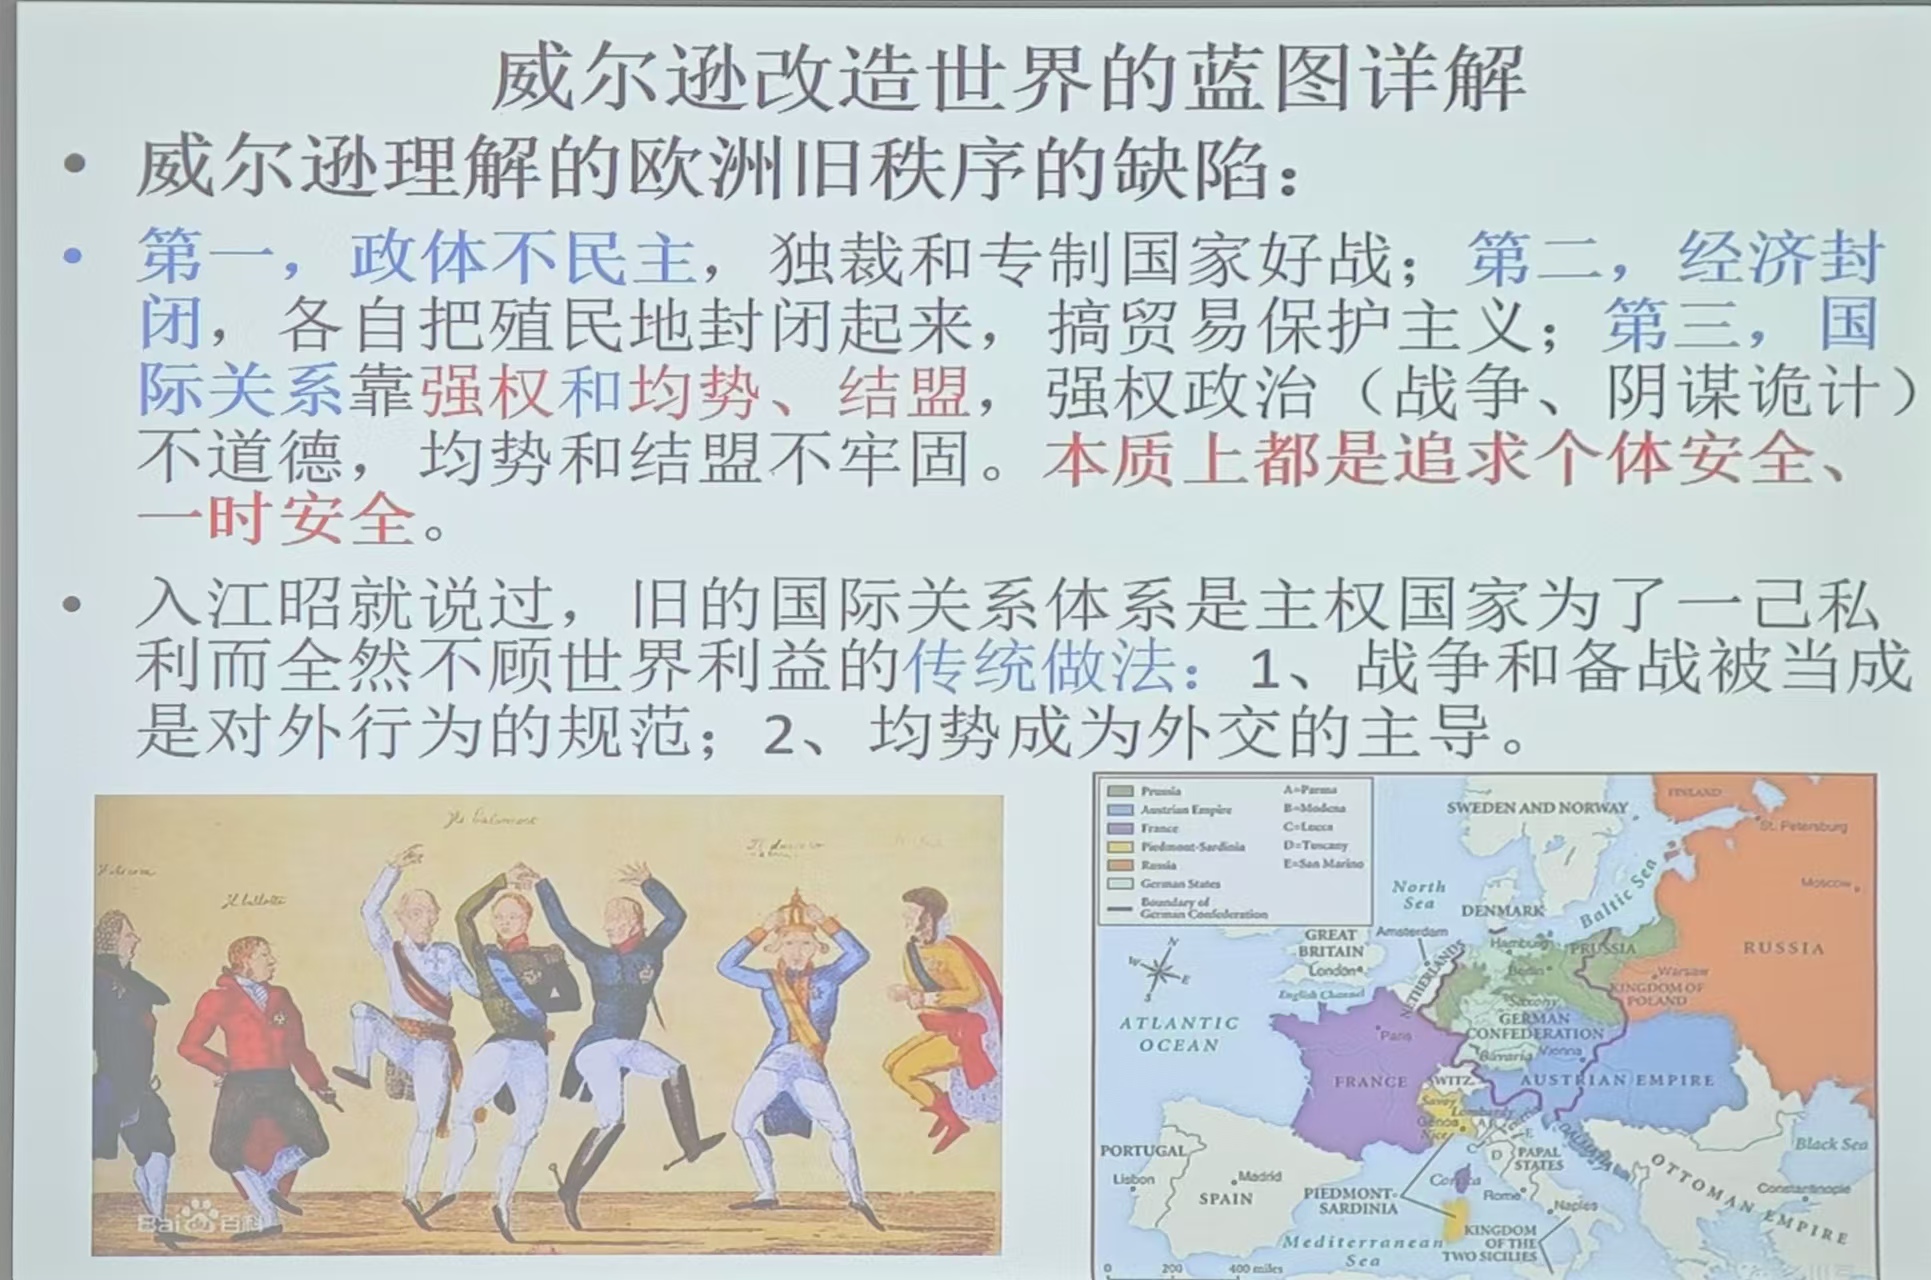 威尔逊改造世界的蓝图详解
• 威尔逊理解的欧洲旧秩序的缺陷：
• 第一，政体不民主，独裁和专制国家好战；第二，经济封
闭，各自把殖民地封闭起来，搞贸易保护主义；第三，国
际关系靠强权和均势、结盟，强权政治（战争、阴谋诡计）
不道德，均势和结盟不牢固。本质上都是追求个体安全、
一时安全。
• 入江昭就说过，旧的国际关系体系是主权国家为了一己私
利而全然不顾世界利益的传统做法：1、战争和备战被当成
是对外行为的规范；2、均势成为外交的主导。
Baidu百科
Prussia
Austrian Empire
France
Piedmont-Sardinia
Russia
German States
Boundary of
German Confederation
A=Parma
B=Modena
C=Lucca
D=Tuscany
E=San Marino
SWEDEN AND NORWAY
FINLAND
St. Petersburg
Moscow
North
Sea
Baltic Sea
DENMARK
GREAT
BRITAIN
London
Amsterdam
Hamburg
PRUSSIA
RUSSIA
Berlin
NETHERLANDS
Warsaw
KINGDOM OF
POLAND
English Channel
Saxony
GERMAN
CONFEDERATION
N
W
E
S
ATLANTIC
OCEAN
Paris
Bavaria
Vienna
FRANCE
SWITZ.
AUSTRIAN EMPIRE
Savoy
Lombardy
Genoa
Nice
C
D
E
DALMATIA
PAPAL
STATES
Black Sea
PORTUGAL
Lisbon
Madrid
SPAIN
Corsica
Rome
Naples
OTTOMAN EMPIRE
Constantinople
PIEDMONT-
SARDINIA
KINGDOM
OF THE
TWO SICILIES
Mediterranean
Sea
0 200 400 miles